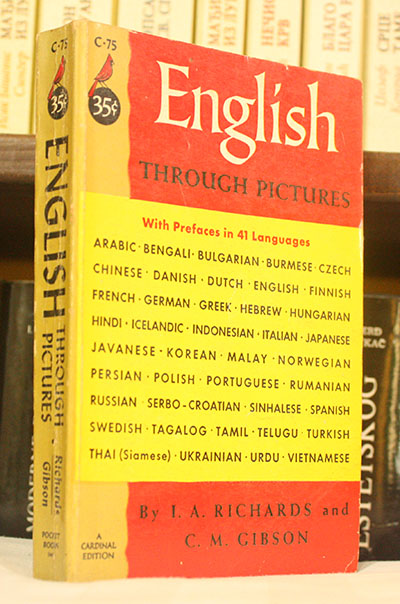 C-75
35¢
ENGLISH
THROUGH
PICTURES
Richards
Gibson
POCKET
BOOKS
INC
C-75
35¢
English
THROUGH PICTURES
With Prefaces in 41 Languages
ARABIC · BENGALI · BULGARIAN · BURMESE · CZECH
CHINESE · DANISH · DUTCH · ENGLISH · FINNISH
FRENCH · GERMAN · GREEK · HEBREW · HUNGARIAN
HINDI · ICELANDIC · INDONESIAN · ITALIAN · JAPANESE
JAVANESE · KOREAN · MALAY · NORWEGIAN
PERSIAN · POLISH · PORTUGUESE · RUMANIAN
RUSSIAN · SERBO-CROATIAN · SINHALESE · SPANISH
SWEDISH · TAGALOG · TAMIL · TELUGU · TURKISH
THAI (Siamese) · UKRAINIAN · URDU · VIETNAMESE
A
CARDINAL
EDITION
By I. A. RICHARDS and
C. M. GIBSON